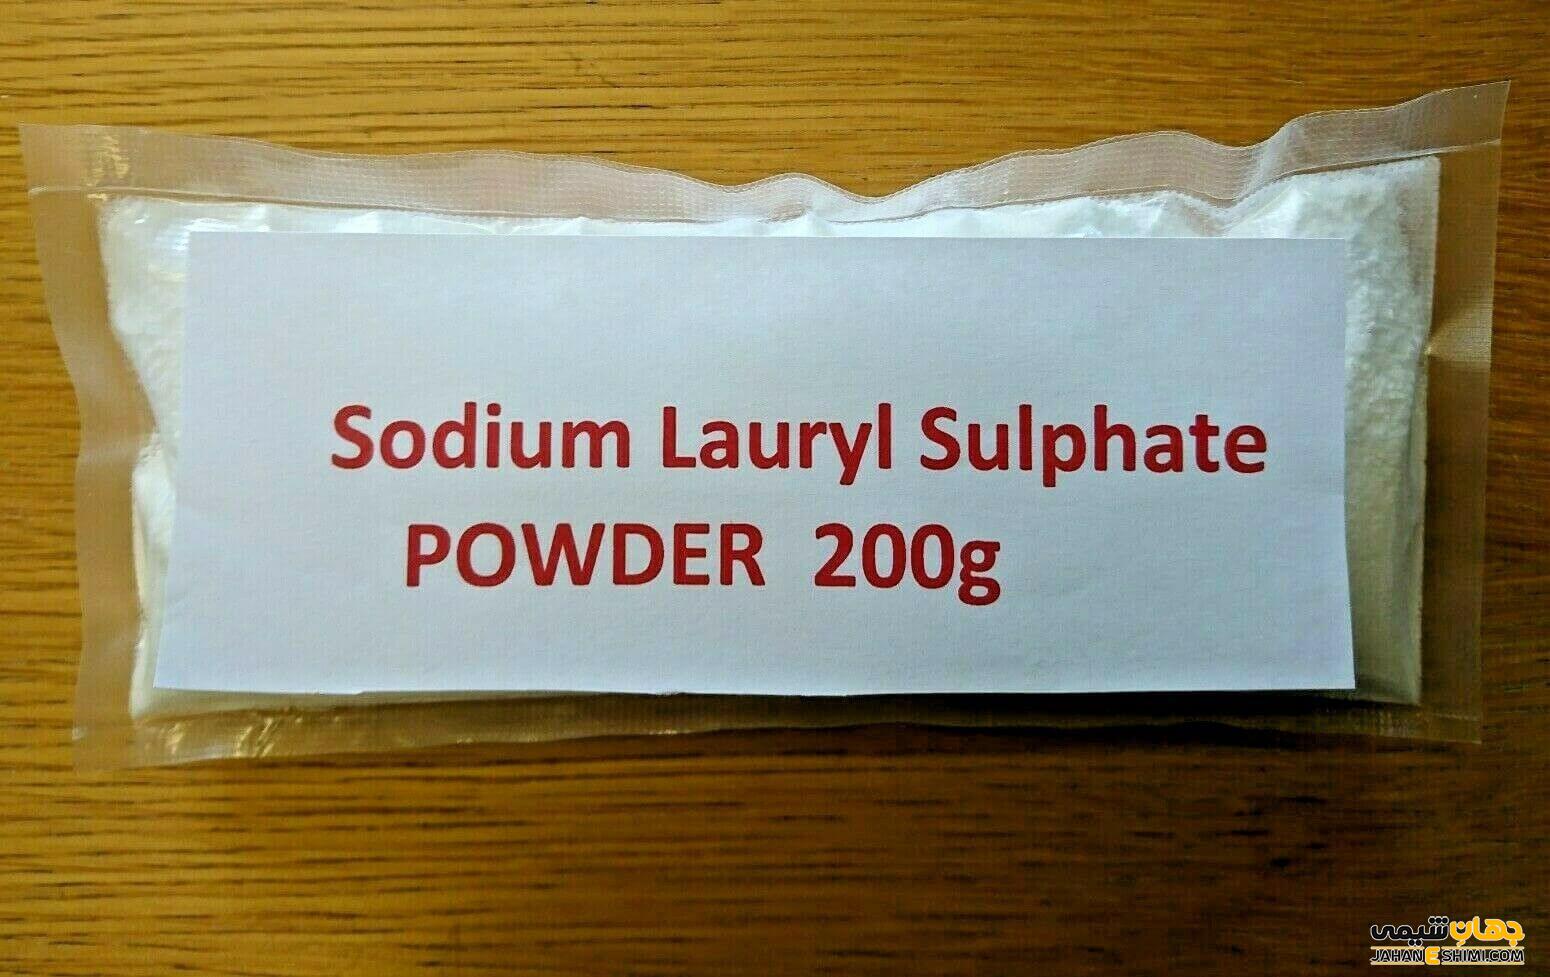 Sodium Lauryl Sulphate
POWDER 200g
جهان شیمی
JAHANESHIMI.COM